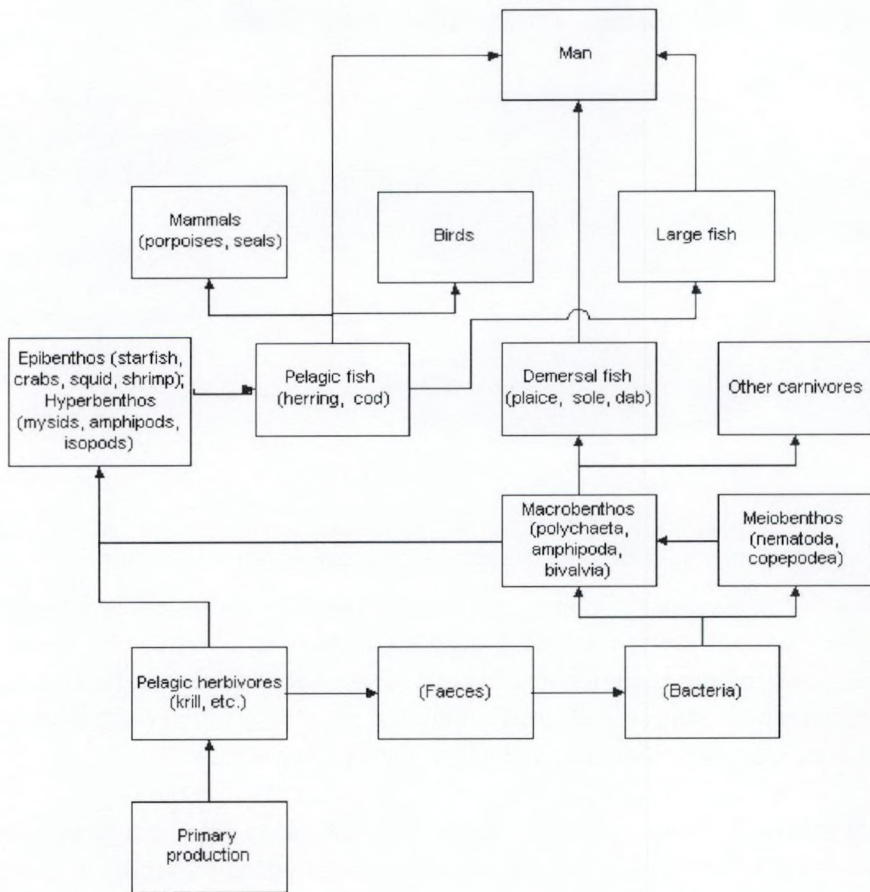 Man
Mammals
(porpoises, seals)
Birds
Large fish
Epibenthos (starfish,
crabs, squid, shrimp);
Hyperbenthos
(mysids, amphipods,
isopods)
Pelagic fish
(herring, cod)
Demersal fish
(plaice, sole, dab)
Other carnivores
Macrobenthos
(polychaeta,
amphipoda,
bivalvia)
Meiobenthos
(nematoda,
copepodea)
Pelagic herbivores
(krill, etc.)
(Faeces)
(Bacteria)
Primary
production